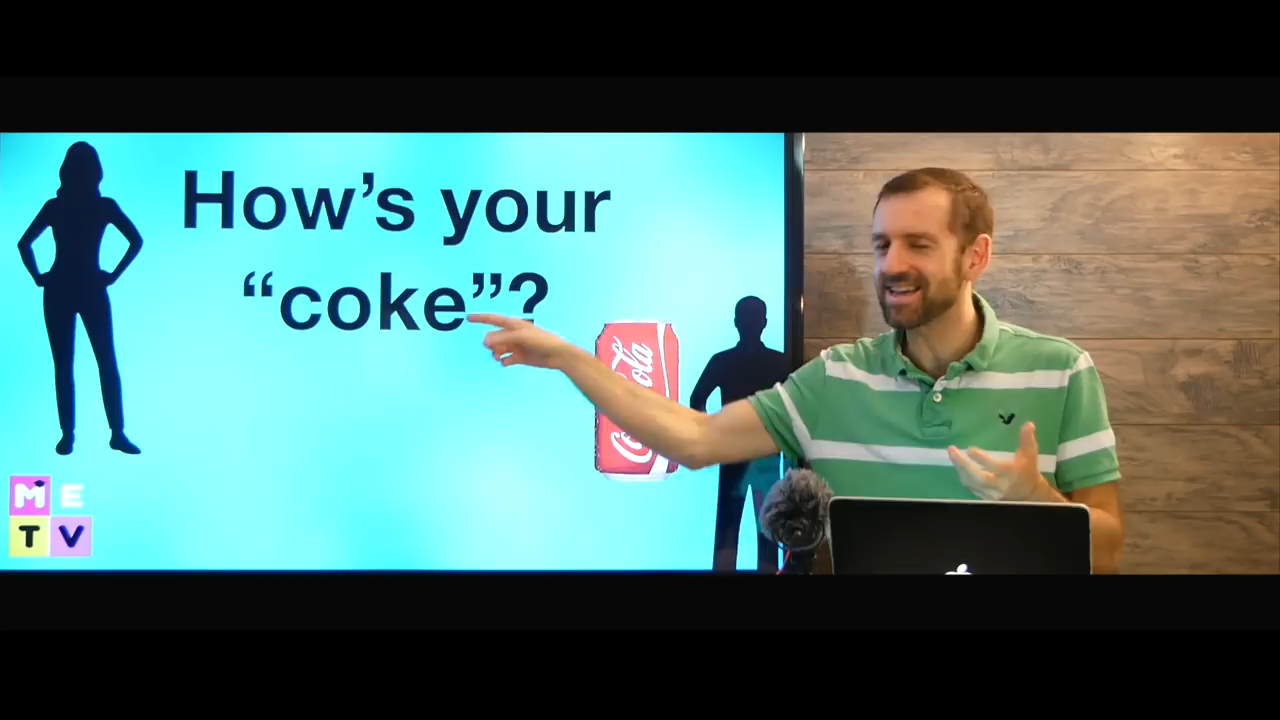 How's your
“coke”?
Coca-Cola
M E
T V